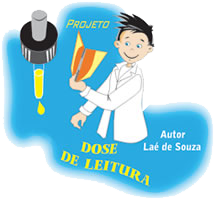 PROJETO
Autor
Laé de Souza
DOSE
DE LEITURA